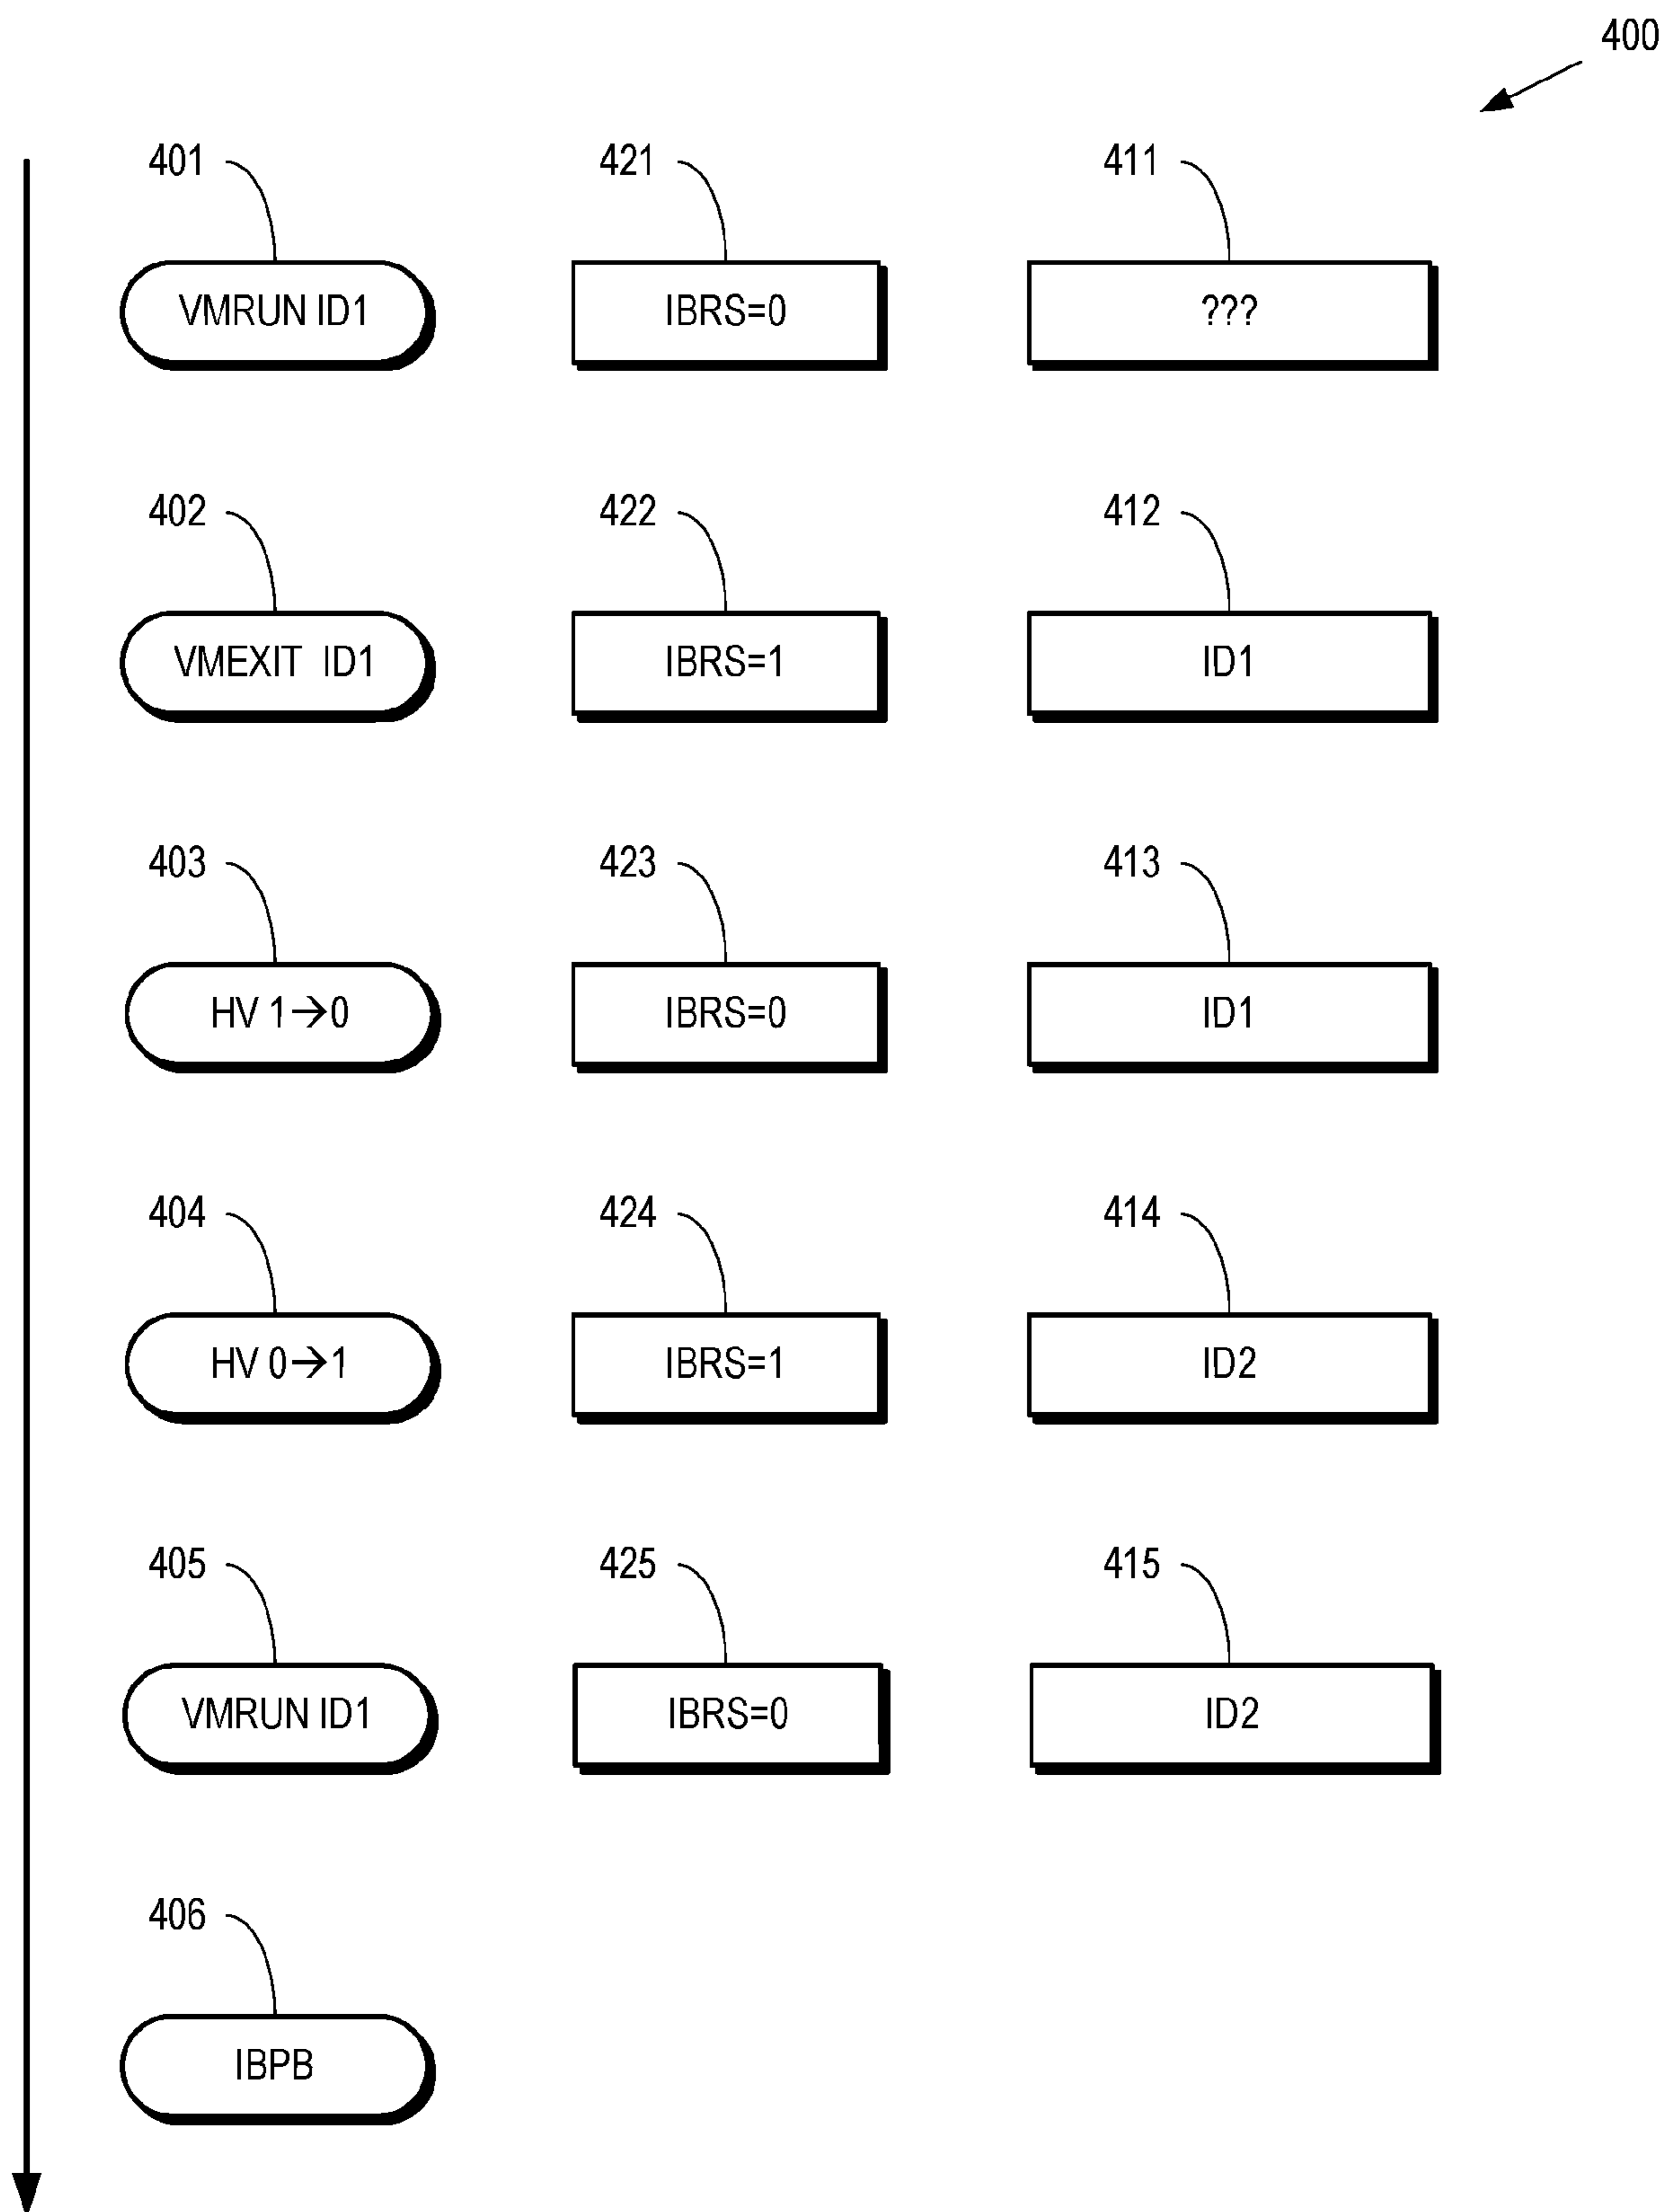 400
401 421 411
VMRUN ID1 IBRS=0 ???
402 422 412
VMEXIT ID1 IBRS=1 ID1
403 423 413
HV 1→0 IBRS=0 ID1
404 424 414
HV 0→1 IBRS=1 ID2
405 425 415
VMRUN ID1 IBRS=0 ID2
406
IBPB